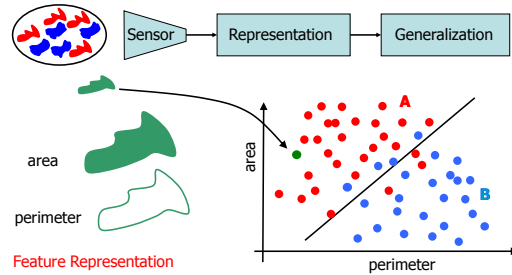 Sensor
Representation
Generalization
A
area
area
B
perimeter
perimeter
Feature Representation